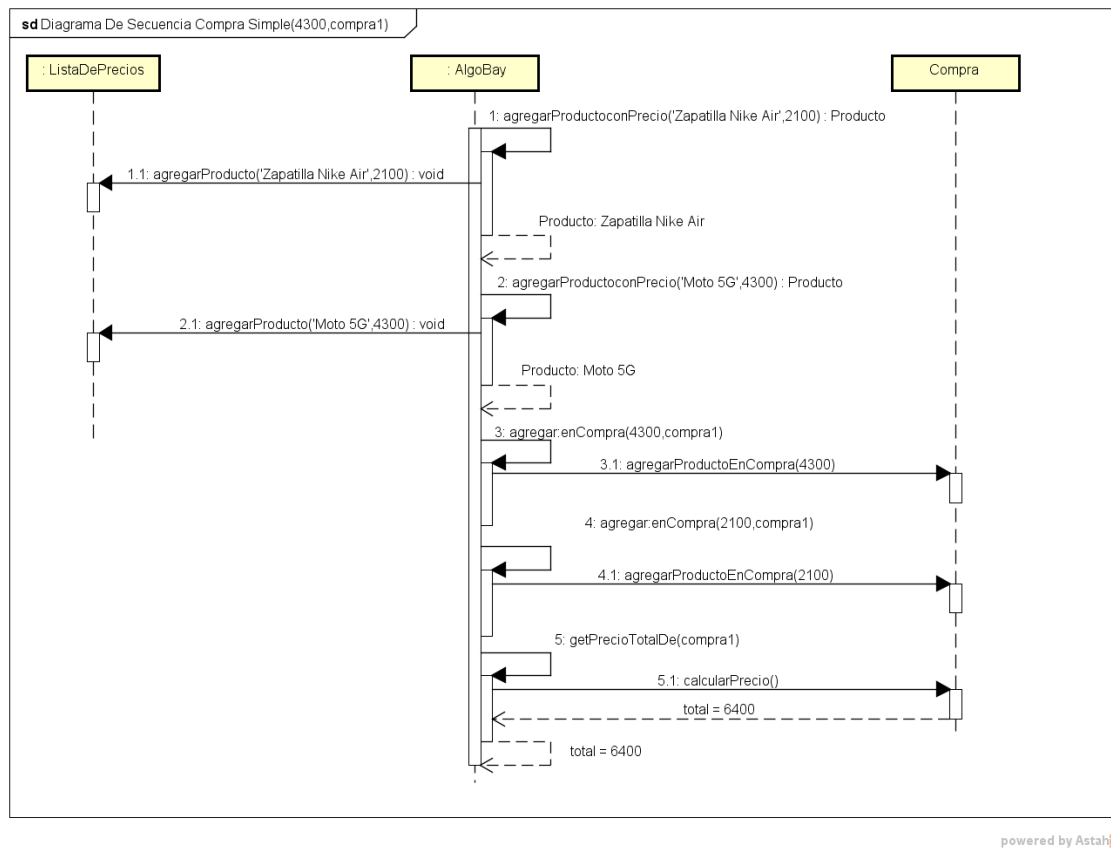 sd Diagrama De Secuencia Compra Simple(4300,compra1)
: ListaDePrecios
: AlgoBay
Compra
1: agregarProductoconPrecio('Zapatilla Nike Air',2100) : Producto
1.1: agregarProducto('Zapatilla Nike Air',2100) : void
Producto: Zapatilla Nike Air
2: agregarProductoconPrecio('Moto 5G',4300) : Producto
2.1: agregarProducto('Moto 5G',4300) : void
Producto: Moto 5G
3: agregar:enCompra(4300,compra1)
3.1: agregarProductoEnCompra(4300)
4: agregar:enCompra(2100,compra1)
4.1: agregarProductoEnCompra(2100)
5: getPrecioTotalDe(compra1)
5.1: calcularPrecio()
total = 6400
total = 6400
powered by Astah